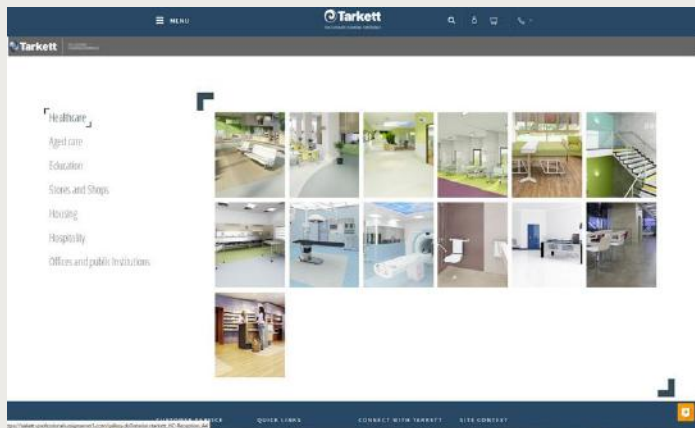 MENU
Tarkett
Tarkett
Healthcare
Aged care
Education
Stores and Shops
Housing
Hospitality
Offices and public Institutions
CUSTOMER SERVICE
QUICK LINKS
CONNECT WITH TARKETT
SITE CONTEXT